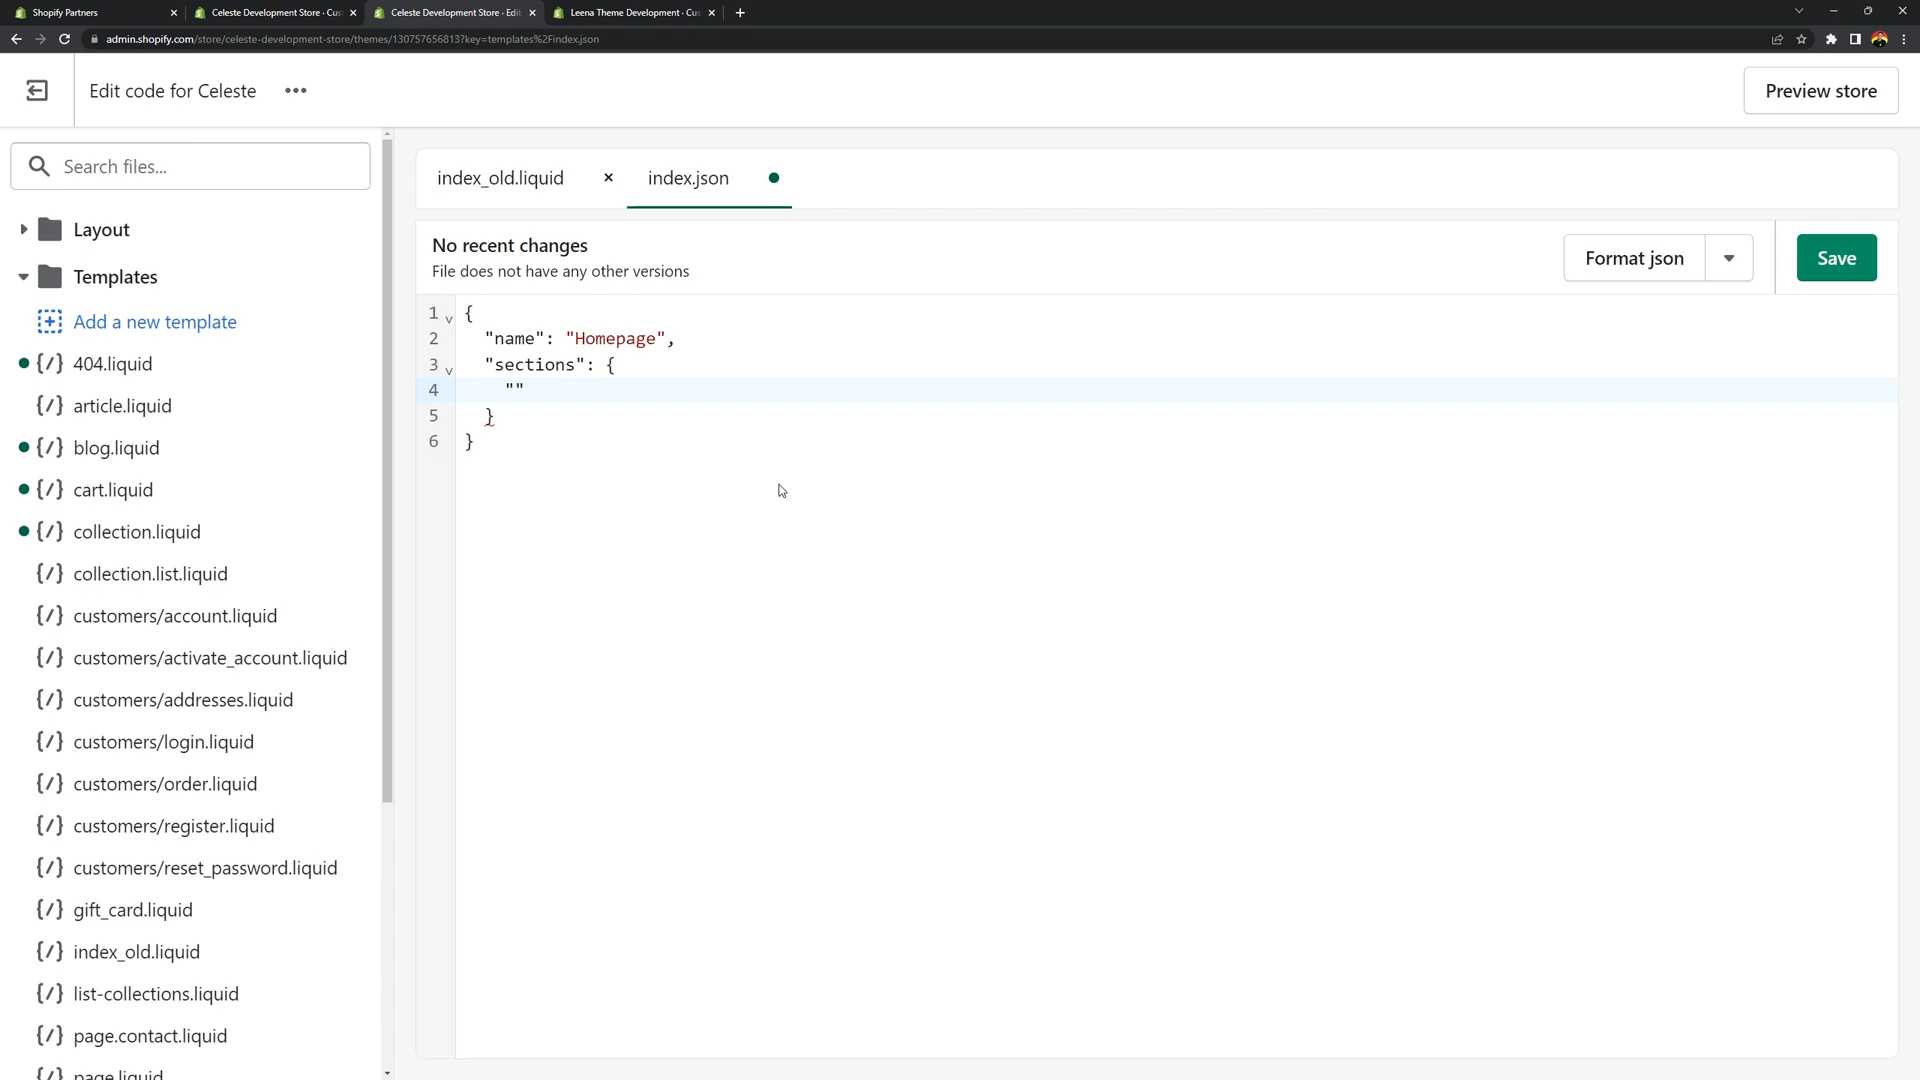 Shopify Partners
Celeste Development Store · Cus
Celeste Development Store · Edi
Leena Theme Development · Cus
admin.shopify.com/store/celeste-development-store/themes/130757656813?key=templates%2Findex.json
Edit code for Celeste
Preview store
Search files...
Layout
Templates
Add a new template
404.liquid
article.liquid
blog.liquid
cart.liquid
collection.liquid
collection.list.liquid
customers/account.liquid
customers/activate_account.liquid
customers/addresses.liquid
customers/login.liquid
customers/order.liquid
customers/register.liquid
customers/reset_password.liquid
gift_card.liquid
index_old.liquid
list-collections.liquid
page.contact.liquid
page.liquid
index_old.liquid
index.json
No recent changes
File does not have any other versions
Format json
Save
1 {
2 "name": "Homepage",
3 "sections": {
4 ""
5 }
6 }